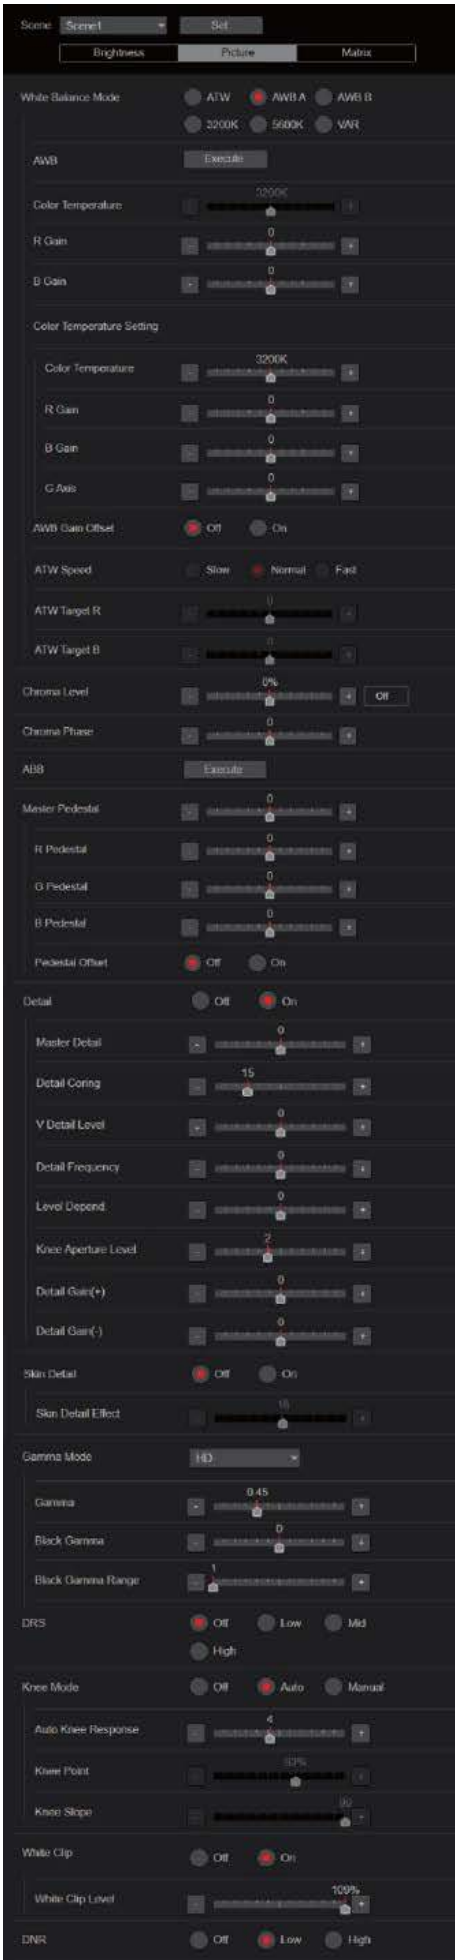 Scene Scene1 Set
Brightness Picture Matrix
White Balance Mode ATW AWB A AWB B
3200K 5600K VAR
AWB Execute
3200K
Color Temperature - +
0
R Gain - +
0
B Gain - +
Color Temperature Setting
3200K
Color Temperature - +
0
R Gain - +
0
B Gain - +
0
G Axis - +
AWB Gain Offset Off On
ATW Speed Slow Normal Fast
0
ATW Target R - +
0
ATW Target B - +
0%
Chroma Level - + Off
0
Chroma Phase - +
ABB Execute
0
Master Pedestal - +
0
R Pedestal - +
0
G Pedestal - +
0
B Pedestal - +
Pedestal Offset Off On
Detail Off On
0
Master Detail - +
15
Detail Coring - +
0
V Detail Level - +
0
Detail Frequency - +
0
Level Depend. - +
2
Knee Aperture Level - +
0
Detail Gain(+) - +
0
Detail Gain(-) - +
Skin Detail Off On
16
Skin Detail Effect - +
Gamma Mode HD
0.45
Gamma - +
0
Black Gamma - +
1
Black Gamma Range - +
DRS Off Low Mid
High
Knee Mode Off Auto Manual
4
Auto Knee Response - +
93%
Knee Point - +
99
Knee Slope - +
White Clip Off On
109%
White Clip Level - +
DNR Off Low High